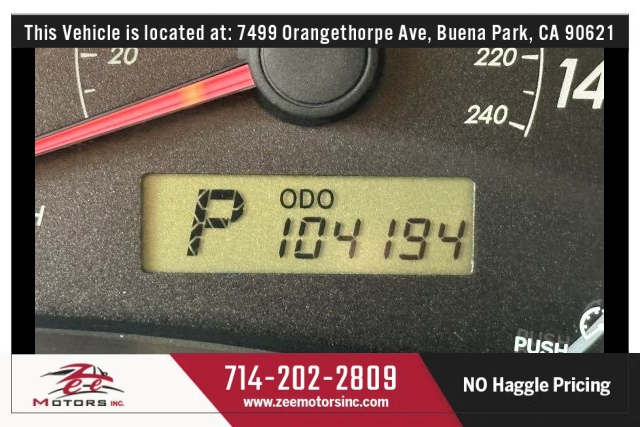 This Vehicle is located at: 7499 Orangethorpe Ave, Buena Park, CA 90621
20
220
14
240
H
P
ODO
104194
PUSH
Zee
MOTORS INC.
714-202-2809
www.zeemotorsinc.com
NO Haggle Pricing